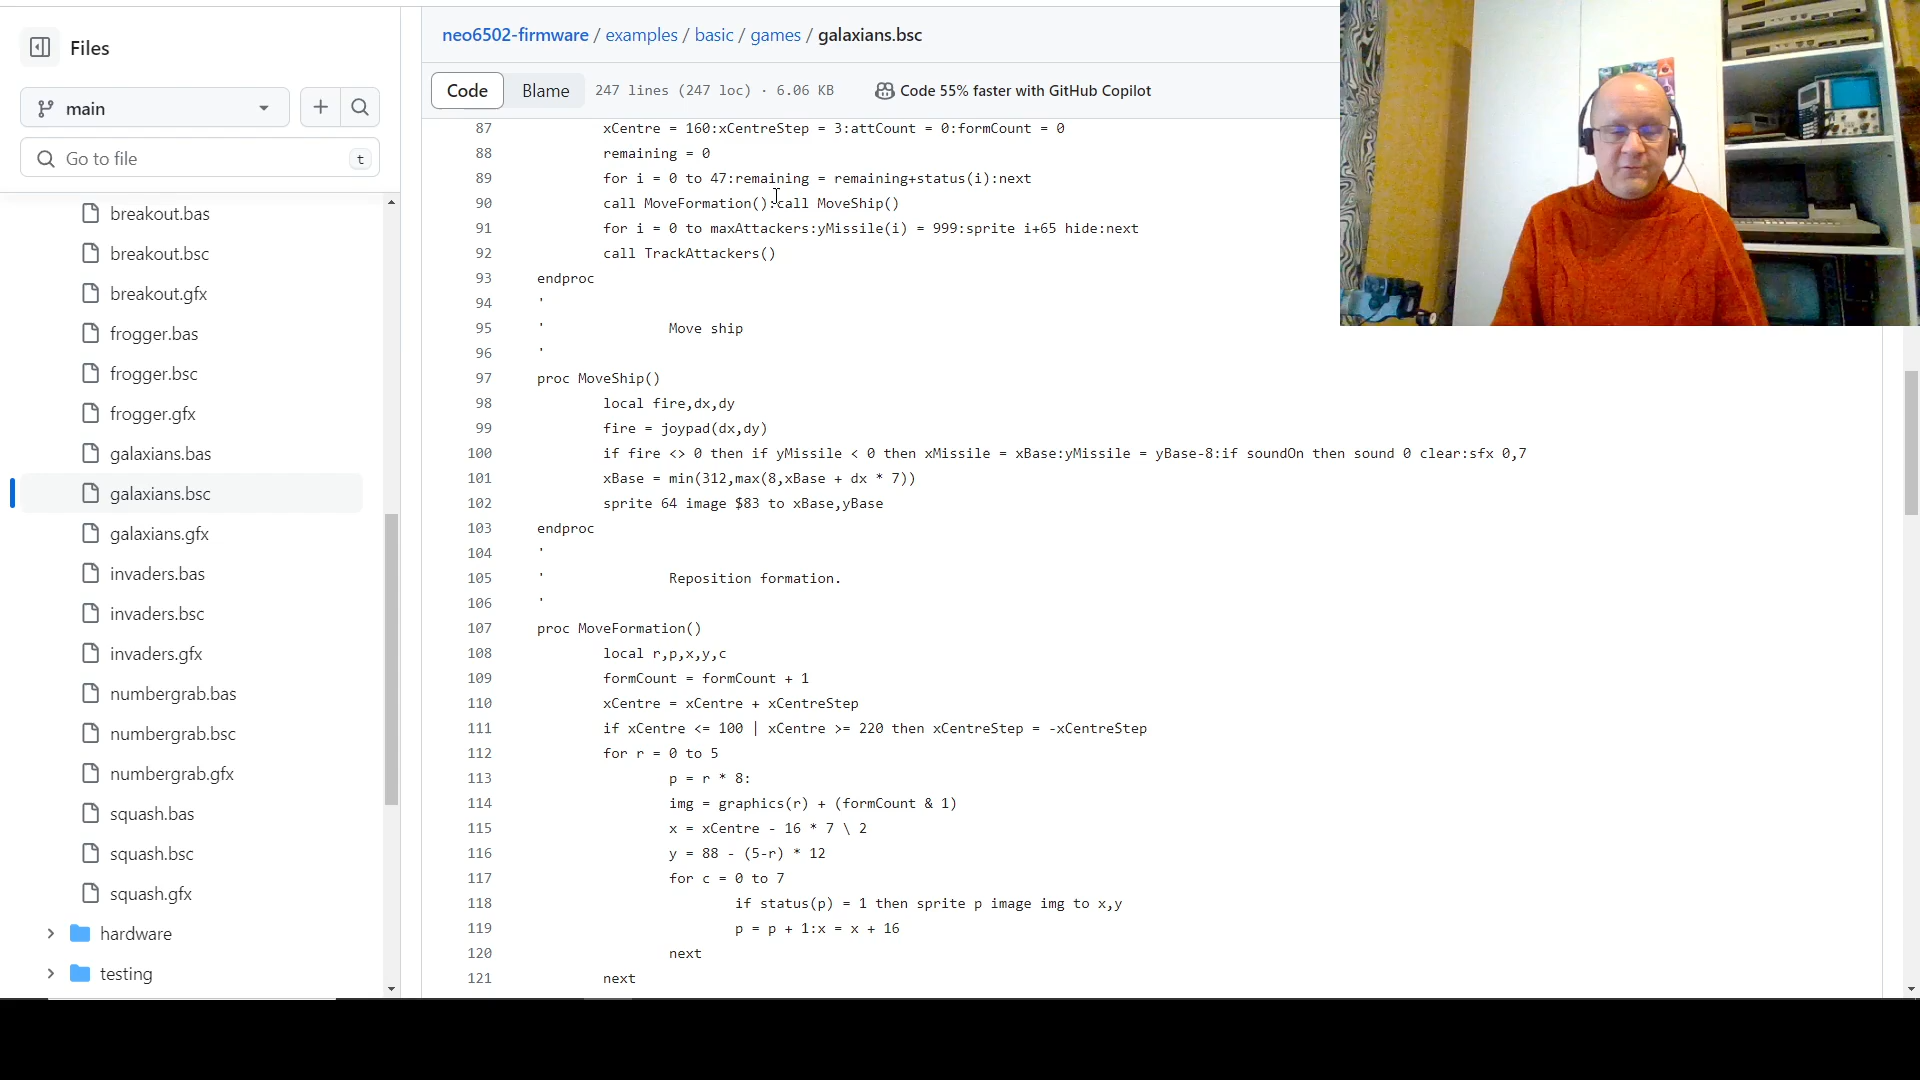 Files
main
Go to file
t
breakout.bas
breakout.bsc
breakout.gfx
frogger.bas
frogger.bsc
frogger.gfx
galaxians.bas
galaxians.bsc
galaxians.gfx
invaders.bas
invaders.bsc
invaders.gfx
numbergrab.bas
numbergrab.bsc
numbergrab.gfx
squash.bas
squash.bsc
squash.gfx
hardware
testing
neo6502-firmware / examples / basic / games / galaxians.bsc
Code Blame 247 lines (247 loc) · 6.06 KB Code 55% faster with GitHub Copilot
87 xCentre = 160:xCentreStep = 3:attCount = 0:formCount = 0
88 remaining = 0
89 for i = 0 to 47:remaining = remaining+status(i):next
90 call MoveFormation():call MoveShip()
91 for i = 0 to maxAttackers:yMissile(i) = 999:sprite i+65 hide:next
92 call TrackAttackers()
93 endproc
94 '
95 ' Move ship
96 '
97 proc MoveShip()
98 local fire,dx,dy
99 fire = joypad(dx,dy)
100 if fire <> 0 then if yMissile < 0 then xMissile = xBase:yMissile = yBase-8:if soundOn then sound 0 clear:sfx 0,7
101 xBase = min(312,max(8,xBase + dx * 7))
102 sprite 64 image $83 to xBase,yBase
103 endproc
104 '
105 ' Reposition formation.
106 '
107 proc MoveFormation()
108 local r,p,x,y,c
109 formCount = formCount + 1
110 xCentre = xCentre + xCentreStep
111 if xCentre <= 100 | xCentre >= 220 then xCentreStep = -xCentreStep
112 for r = 0 to 5
113 p = r * 8:
114 img = graphics(r) + (formCount & 1)
115 x = xCentre - 16 * 7 \ 2
116 y = 88 - (5-r) * 12
117 for c = 0 to 7
118 if status(p) = 1 then sprite p image img to x,y
119 p = p + 1:x = x + 16
120 next
121 next